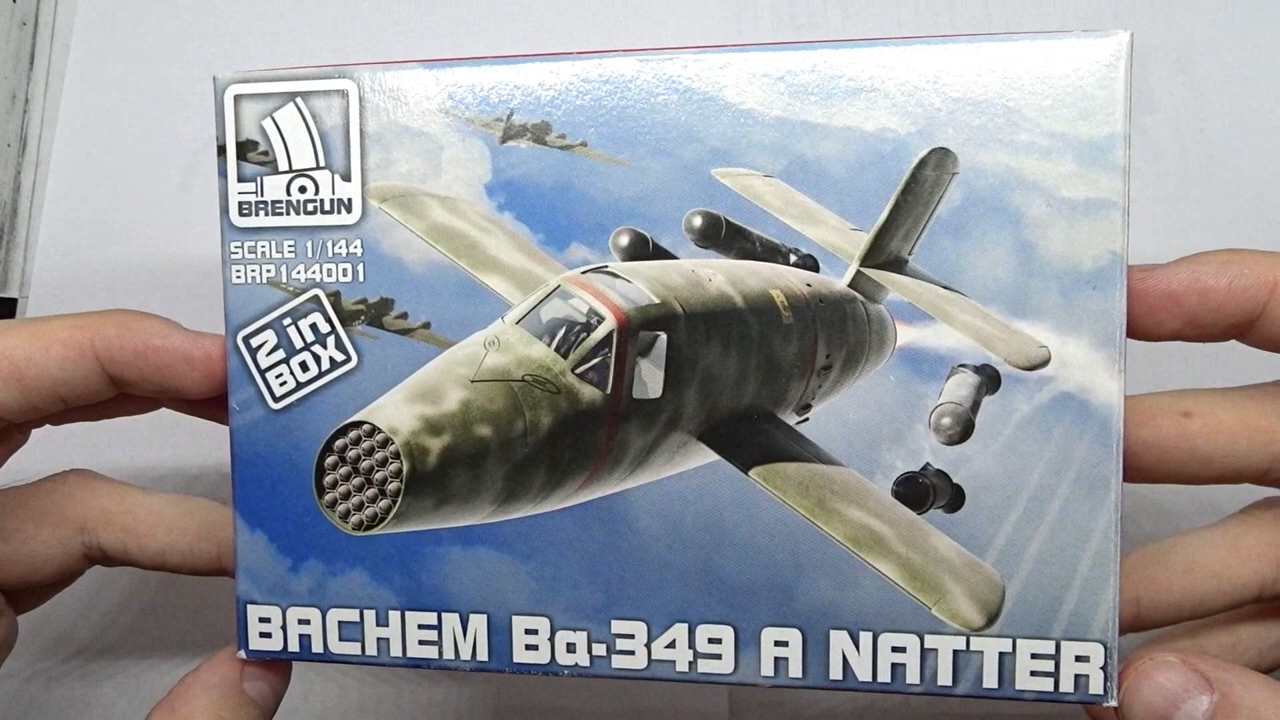 BRENGUN
SCALE 1/144
BRP144001
2 in
BOX
BACHEM Ba-349 A NATTER